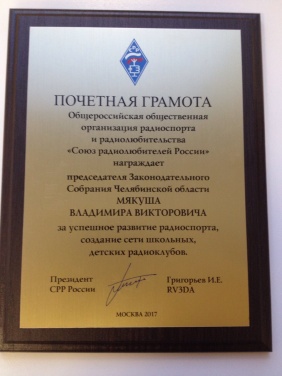 ПОЧЕТНАЯ ГРАМОТА
Общероссийская общественная
организация радиоспорта
и радиолюбительства
«Союз радиолюбителей России»
награждает
председателя Законодательного
Собрания Челябинской области
МЯКУША
ВЛАДИМИРА ВИКТОРОВИЧА
за успешное развитие радиоспорта,
создание сети школьных,
детских радиоклубов.
Президент Григорьев И.Е.
СРР России RV3DA
МОСКВА 2017